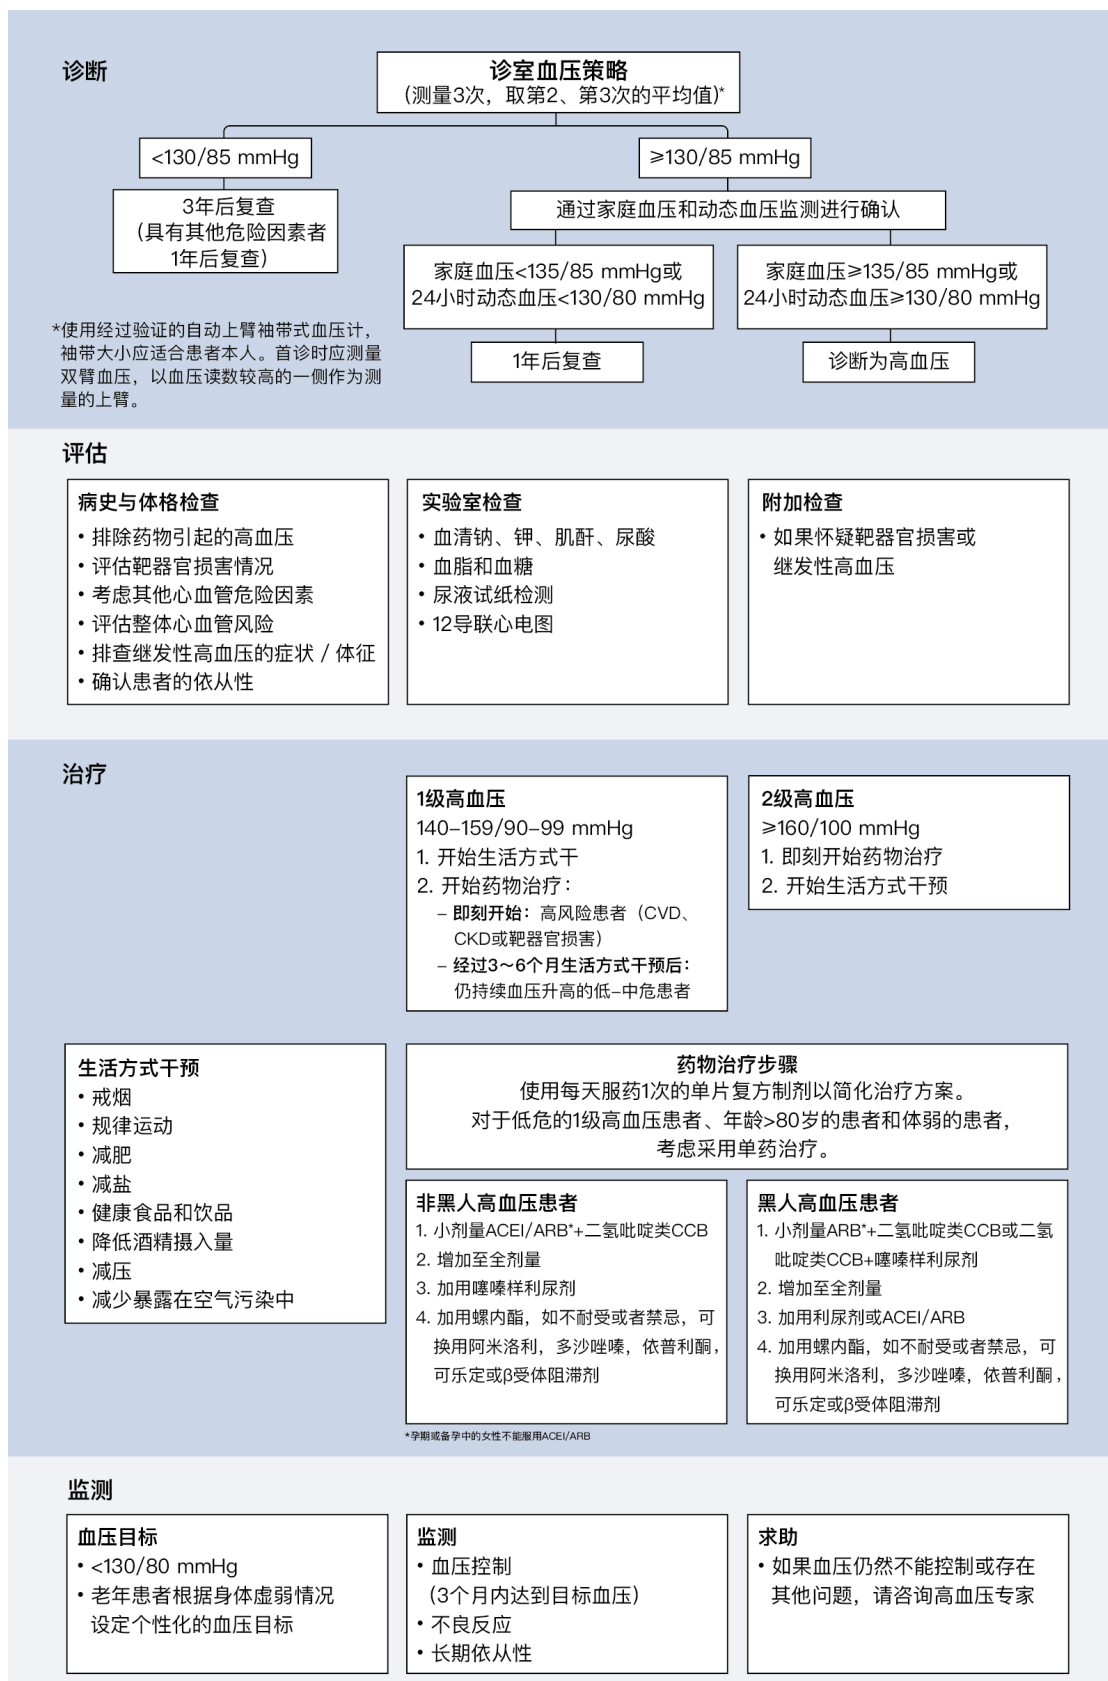 诊断
诊室血压策略
(测量3次，取第2、第3次的平均值)*
<130/85 mmHg
≥130/85 mmHg
3年后复查
（具有其他危险因素者
1年后复查）
通过家庭血压和动态血压监测进行确认
家庭血压<135/85 mmHg或
24小时动态血压<130/80 mmHg
家庭血压≥135/85 mmHg或
24小时动态血压≥130/80 mmHg
1年后复查
诊断为高血压
*使用经过验证的自动上臂袖带式血压计，
袖带大小应适合患者本人。首诊时应测量
双臂血压，以血压读数较高的一侧作为测
量的上臂。
评估
病史与体格检查
• 排除药物引起的高血压
• 评估靶器官损害情况
• 考虑其他心血管危险因素
• 评估整体心血管风险
• 排查继发性高血压的症状 / 体征
• 确认患者的依从性
实验室检查
• 血清钠、钾、肌酐、尿酸
• 血脂和血糖
• 尿液试纸检测
• 12导联心电图
附加检查
• 如果怀疑靶器官损害或
继发性高血压
治疗
1级高血压
140–159/90–99 mmHg
1. 开始生活方式干
2. 开始药物治疗：
– 即刻开始：高风险患者（CVD、
CKD或靶器官损害）
– 经过3～6个月生活方式干预后：
仍持续血压升高的低–中危患者
2级高血压
≥160/100 mmHg
1. 即刻开始药物治疗
2. 开始生活方式干预
生活方式干预
• 戒烟
• 规律运动
• 减肥
• 减盐
• 健康食品和饮品
• 降低酒精摄入量
• 减压
• 减少暴露在空气污染中
药物治疗步骤
使用每天服药1次的单片复方制剂以简化治疗方案。
对于低危的1级高血压患者、年龄>80岁的患者和体弱的患者，
考虑采用单药治疗。
非黑人高血压患者
1. 小剂量ACEI/ARB*+二氢吡啶类CCB
2. 增加至全剂量
3. 加用噻嗪样利尿剂
4. 加用螺内酯，如不耐受或者禁忌，可
换用阿米洛利，多沙唑嗪，依普利酮，
可乐定或β受体阻滞剂
黑人高血压患者
1. 小剂量ARB*+二氢吡啶类CCB或二氢
吡啶类CCB+噻嗪样利尿剂
2. 增加至全剂量
3. 加用利尿剂或ACEI/ARB
4. 加用螺内酯，如不耐受或者禁忌，可
换用阿米洛利，多沙唑嗪，依普利酮，
可乐定或β受体阻滞剂
*孕期或备孕中的女性不能服用ACEI/ARB
监测
血压目标
• <130/80 mmHg
• 老年患者根据身体虚弱情况
设定个性化的血压目标
监测
• 血压控制
（3个月内达到目标血压）
• 不良反应
• 长期依从性
求助
• 如果血压仍然不能控制或存在
其他问题，请咨询高血压专家